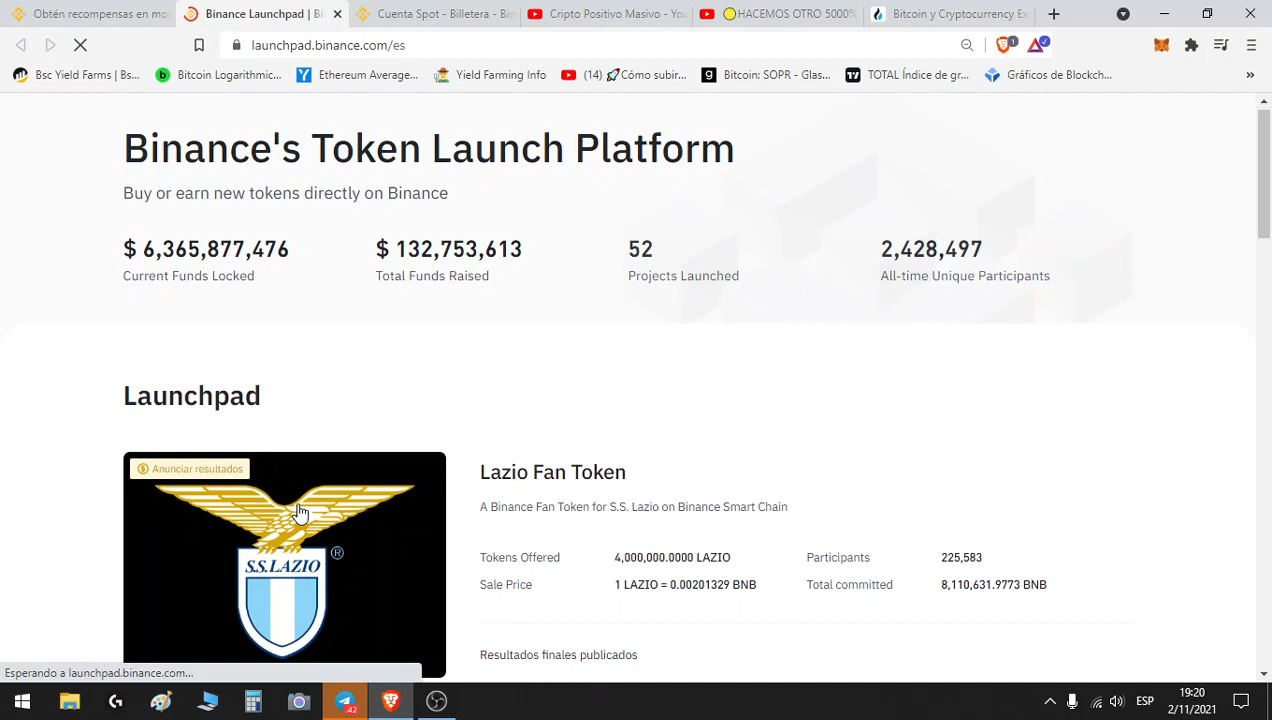 Obtén recompensas en mo
Binance Launchpad | Bi
Cuenta Spot - Billetera - Bin
Cripto Positivo Masivo - You
HACEMOS OTRO 5000%
Bitcoin y Cryptocurrency Ex
launchpad.binance.com/es
1
Bsc Yield Farms | Bs...
Bitcoin Logarithmic...
Ethereum Average...
Yield Farming Info
(14) 🚀Cómo subir...
Bitcoin: SOPR - Glas...
TOTAL Índice de gr...
Gráficos de Blockch...
»
Binance's Token Launch Platform
Buy or earn new tokens directly on Binance
$ 6,365,877,476
$ 132,753,613
52
2,428,497
Current Funds Locked
Total Funds Raised
Projects Launched
All-time Unique Participants
Launchpad
Anunciar resultados
S.S.LAZIO
®
Lazio Fan Token
A Binance Fan Token for S.S. Lazio on Binance Smart Chain
Tokens Offered
4,000,000.0000 LAZIO
Participants
225,583
Sale Price
1 LAZIO = 0.00201329 BNB
Total committed
8,110,631.9773 BNB
Resultados finales publicados
Esperando a launchpad.binance.com...
42
ESP
19:20
2/11/2021